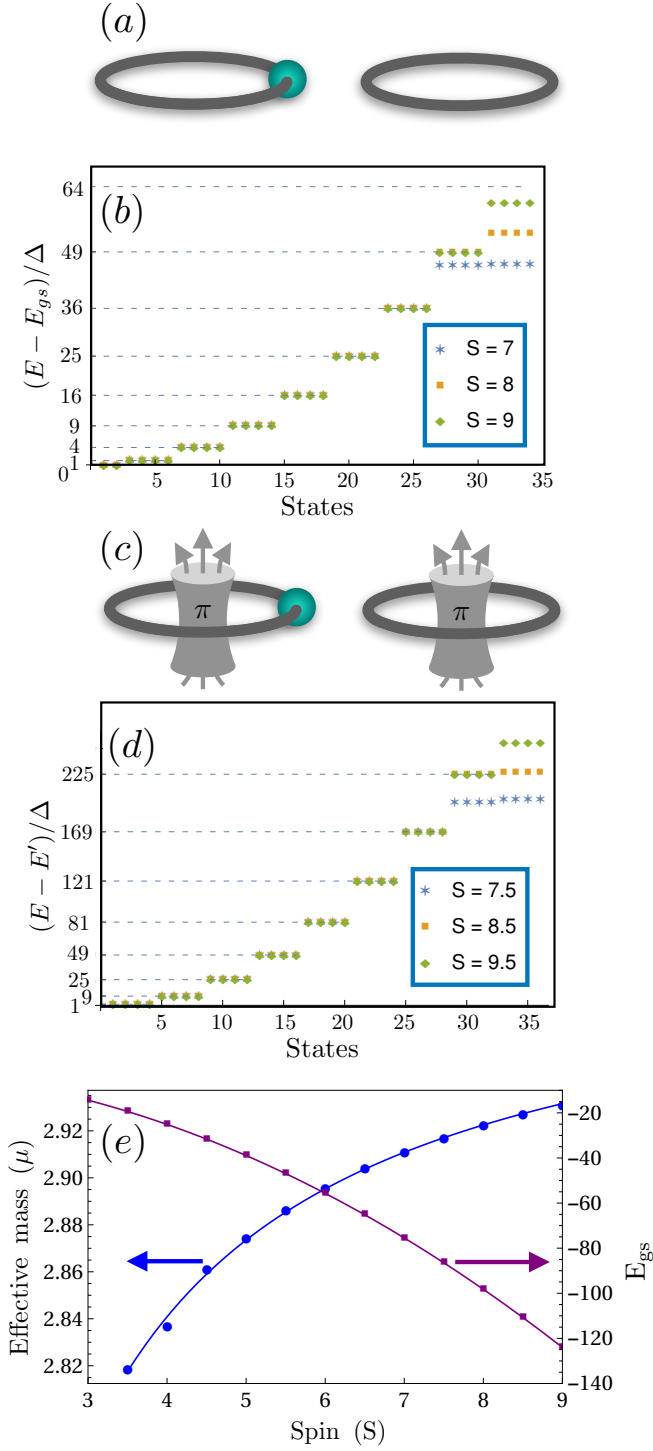 (a)
(b)
(E − E_gs)/Δ
64
49
36
25
16
9
4
1
0
S = 7
S = 8
S = 9
5 10 15 20 25 30 35
States
(c)
π π
(d)
(E − E′)/Δ
225
169
121
81
49
25
9
1
S = 7.5
S = 8.5
S = 9.5
5 10 15 20 25 30 35
States
(e)
Effective mass (μ)
2.92
2.90
2.88
2.86
2.84
2.82
−20
−40
−60
−80
−100
−120
−140
E_gs
3 4 5 6 7 8 9
Spin (S)